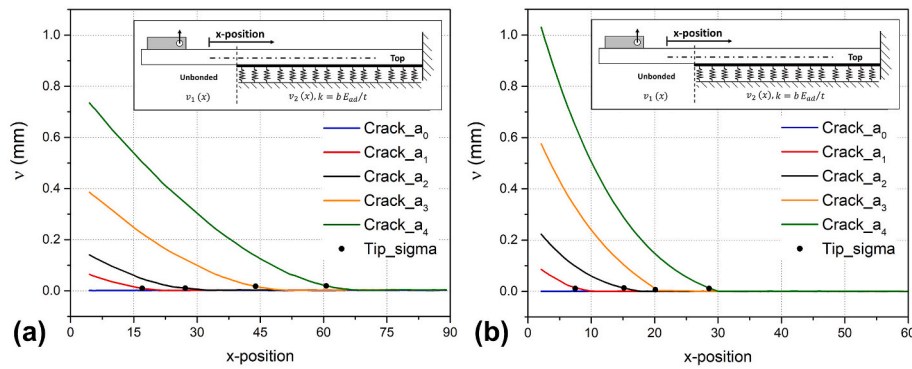 1.0
0.8
0.6
0.4
0.2
0.0
ν (mm)
x-position
Top
Unbonded
v₁ (x)
v₂ (x), k = b E_ad/t
Crack_a₀
Crack_a₁
Crack_a₂
Crack_a₃
Crack_a₄
Tip_sigma
0 15 30 45 60 75 90
x-position
(a)
1.0
0.8
0.6
0.4
0.2
0.0
ν (mm)
x-position
Top
Unbonded
v₁ (x)
v₂ (x), k = b E_ad/t
Crack_a₀
Crack_a₁
Crack_a₂
Crack_a₃
Crack_a₄
Tip_sigma
0 10 20 30 40 50 60
x-position
(b)